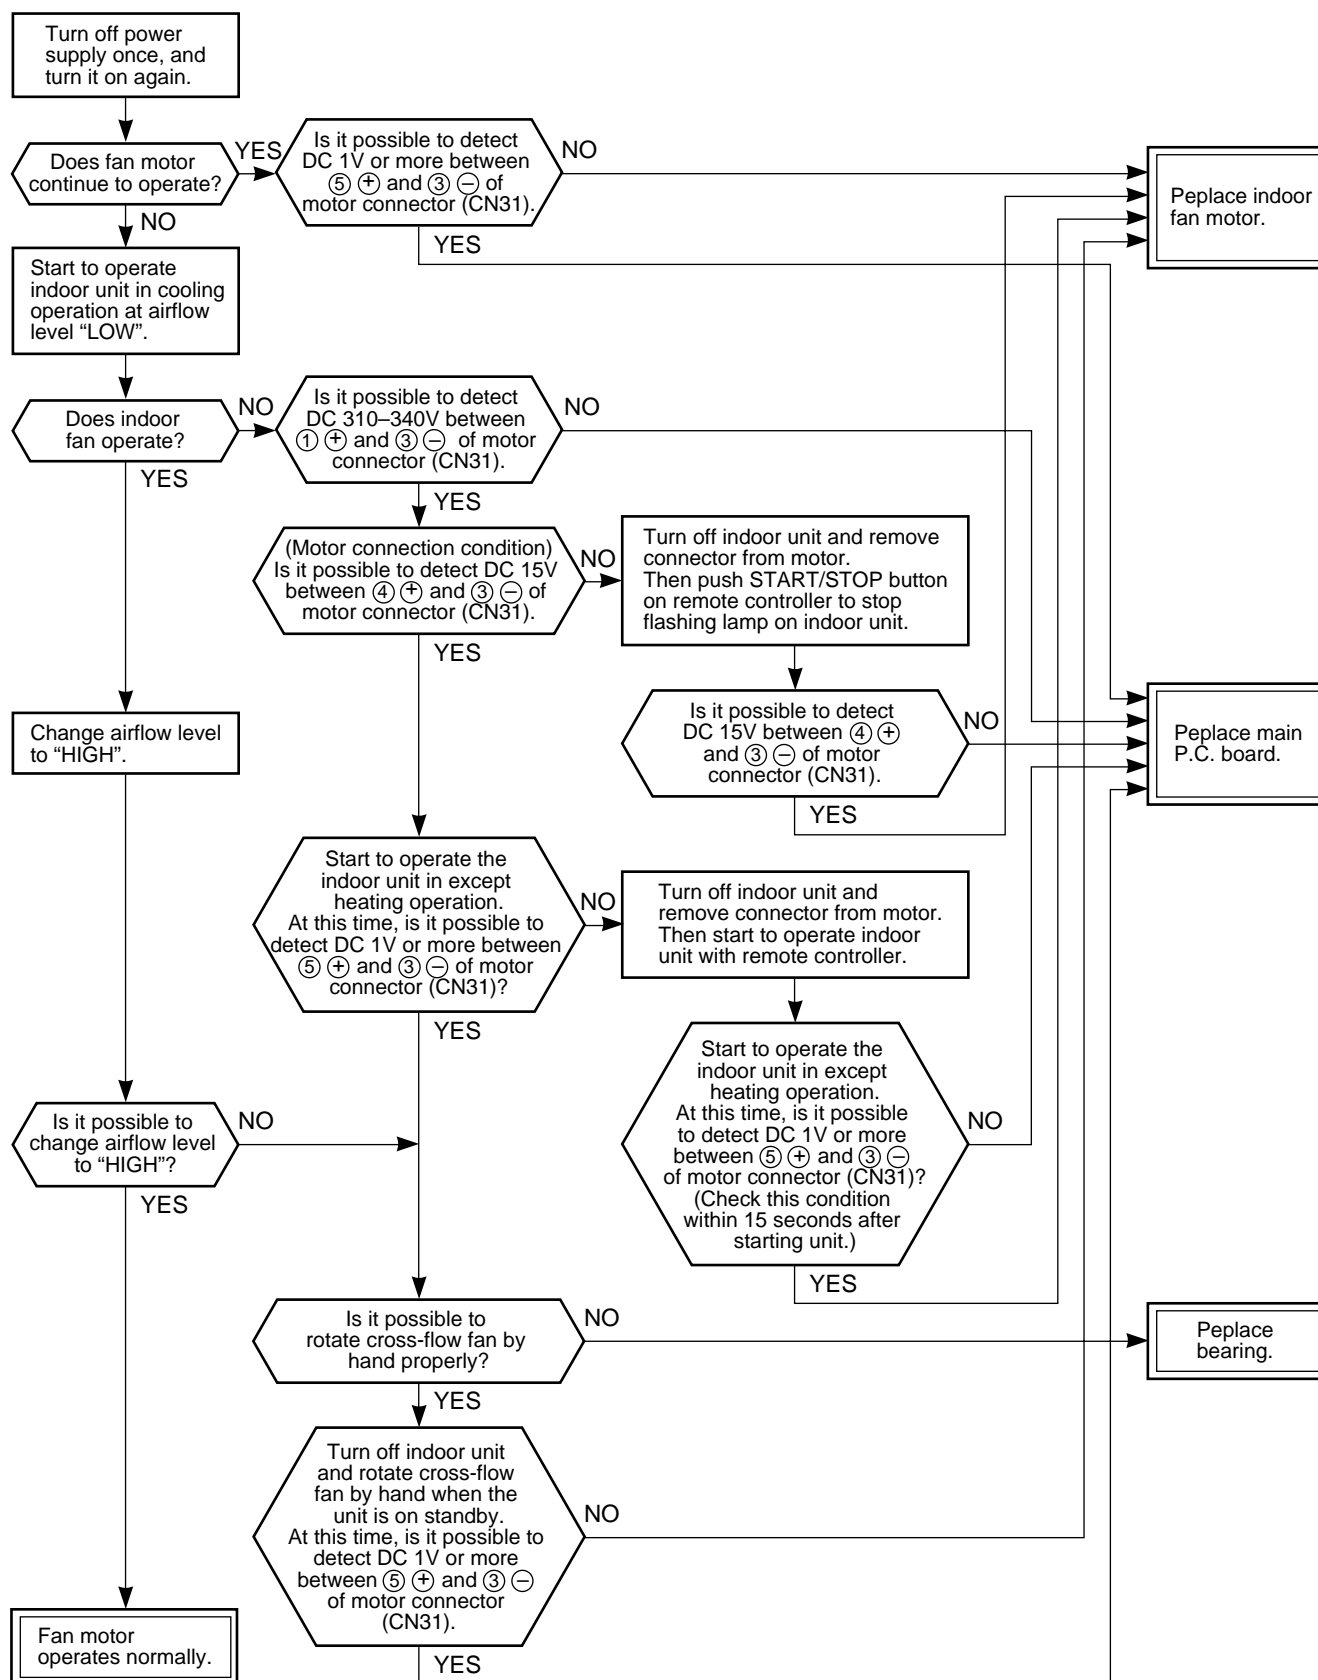 Turn off power
supply once, and
turn it on again.
Does fan motor
continue to operate?
YES
Is it possible to detect
DC 1V or more between
⑤ ⊕ and ③ ⊖ of
motor connector (CN31).
NO
Peplace indoor
fan motor.
NO
YES
Start to operate
indoor unit in cooling
operation at airflow
level “LOW”.
Does indoor
fan operate?
NO
Is it possible to detect
DC 310–340V between
① ⊕ and ③ ⊖ of motor
connector (CN31).
NO
YES
YES
(Motor connection condition)
Is it possible to detect DC 15V
between ④ ⊕ and ③ ⊖ of
motor connector (CN31).
NO
Turn off indoor unit and remove
connector from motor.
Then push START/STOP button
on remote controller to stop
flashing lamp on indoor unit.
YES
Change airflow level
to “HIGH”.
Is it possible to detect
DC 15V between ④ ⊕
and ③ ⊖ of motor
connector (CN31).
NO
Peplace main
P.C. board.
YES
Start to operate the
indoor unit in except
heating operation.
At this time, is it possible to
detect DC 1V or more between
⑤ ⊕ and ③ ⊖ of motor
connector (CN31)?
NO
Turn off indoor unit and
remove connector from motor.
Then start to operate indoor
unit with remote controller.
YES
Start to operate the
indoor unit in except
heating operation.
At this time, is it possible
to detect DC 1V or more
between ⑤ ⊕ and ③ ⊖
of motor connector (CN31)?
(Check this condition
within 15 seconds after
starting unit.)
NO
YES
Is it possible to
change airflow level
to “HIGH”?
NO
YES
Is it possible to
rotate cross-flow fan by
hand properly?
NO
Peplace
bearing.
YES
Turn off indoor unit
and rotate cross-flow
fan by hand when the
unit is on standby.
At this time, is it possible to
detect DC 1V or more
between ⑤ ⊕ and ③ ⊖
of motor connector
(CN31).
NO
YES
Fan motor
operates normally.